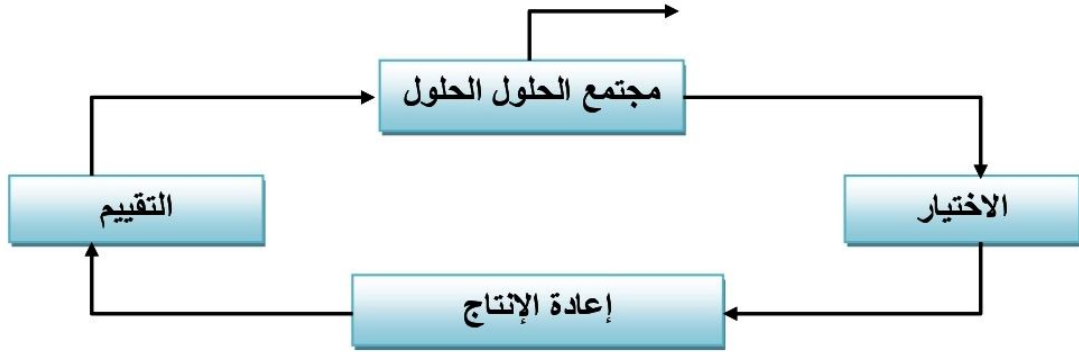 مجتمع الحلول الحلول
الاختيار
التقييم
إعادة الإنتاج